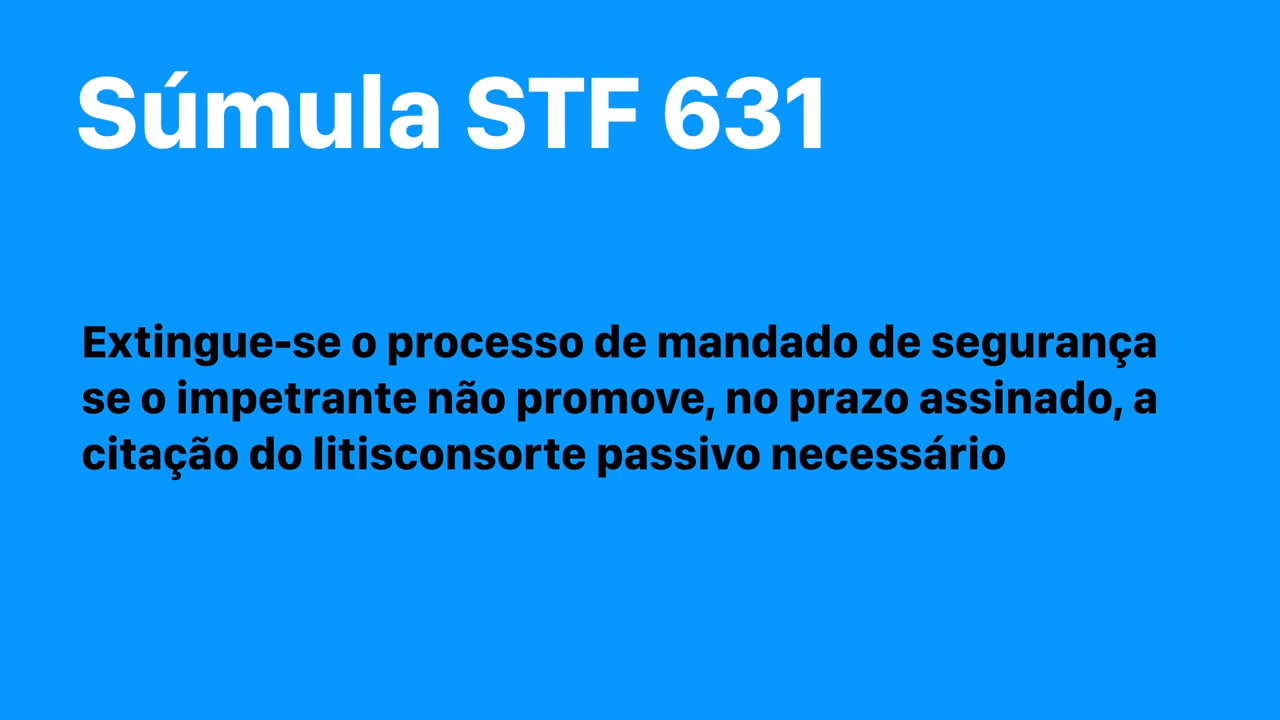 Súmula STF 631
Extingue-se o processo de mandado de segurança
se o impetrante não promove, no prazo assinado, a
citação do litisconsorte passivo necessário